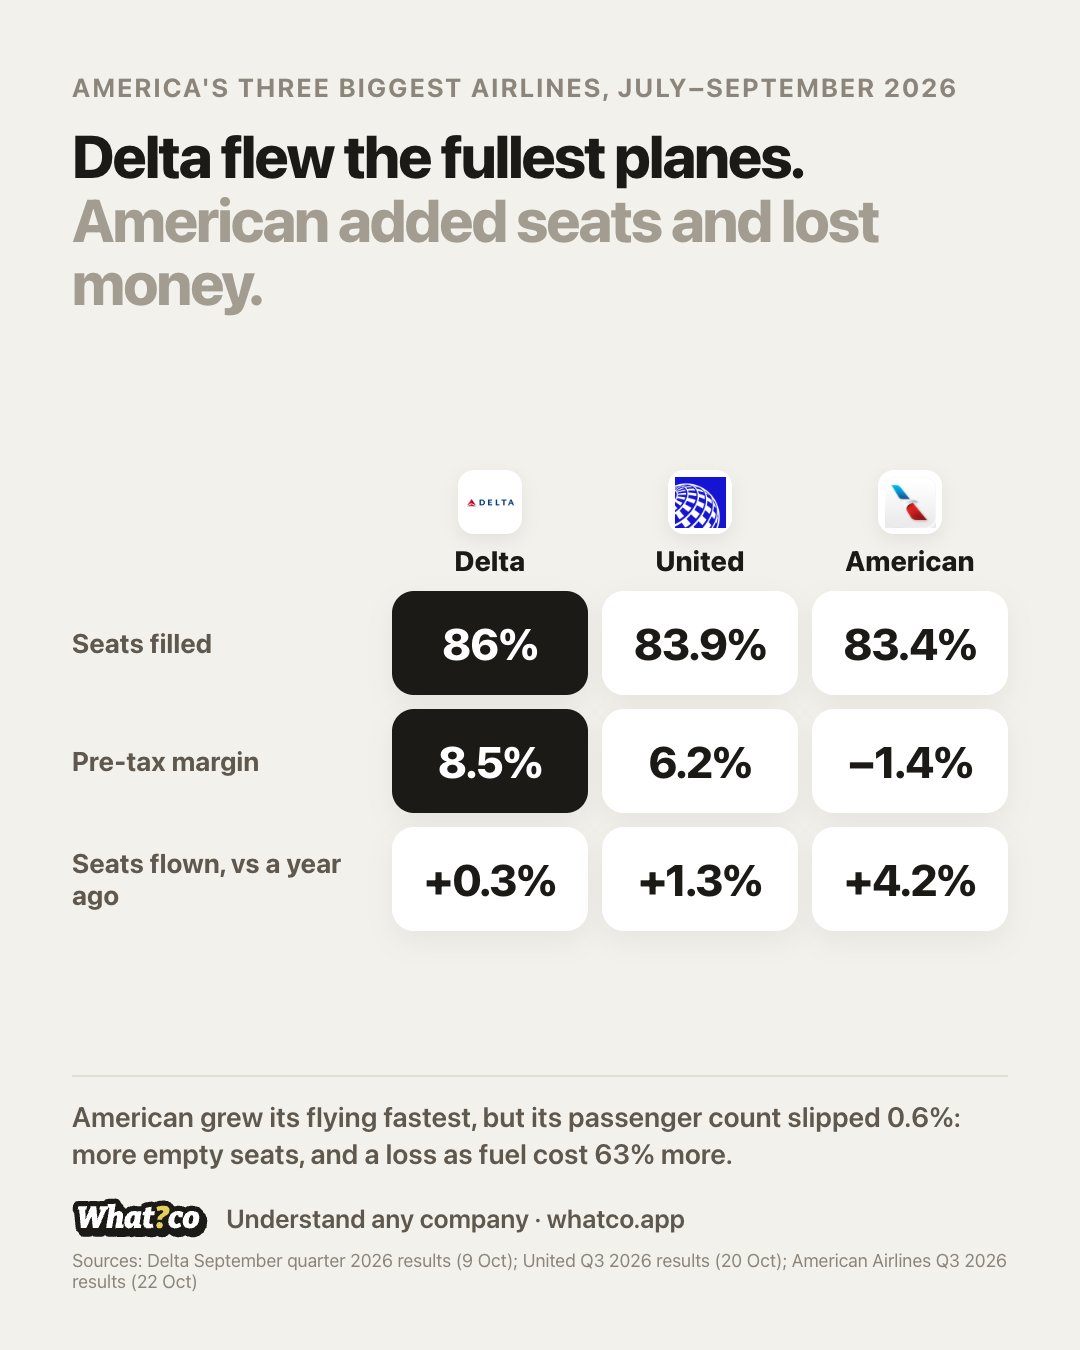 AMERICA'S THREE BIGGEST AIRLINES, JULY–SEPTEMBER 2026
Delta flew the fullest planes.
American added seats and lost
money.
DELTA
Delta United American
Seats filled 86% 83.9% 83.4%
Pre-tax margin 8.5% 6.2% −1.4%
Seats flown, vs a year
ago +0.3% +1.3% +4.2%
American grew its flying fastest, but its passenger count slipped 0.6%:
more empty seats, and a loss as fuel cost 63% more.
What?co Understand any company · whatco.app
Sources: Delta September quarter 2026 results (9 Oct); United Q3 2026 results (20 Oct); American Airlines Q3 2026
results (22 Oct)